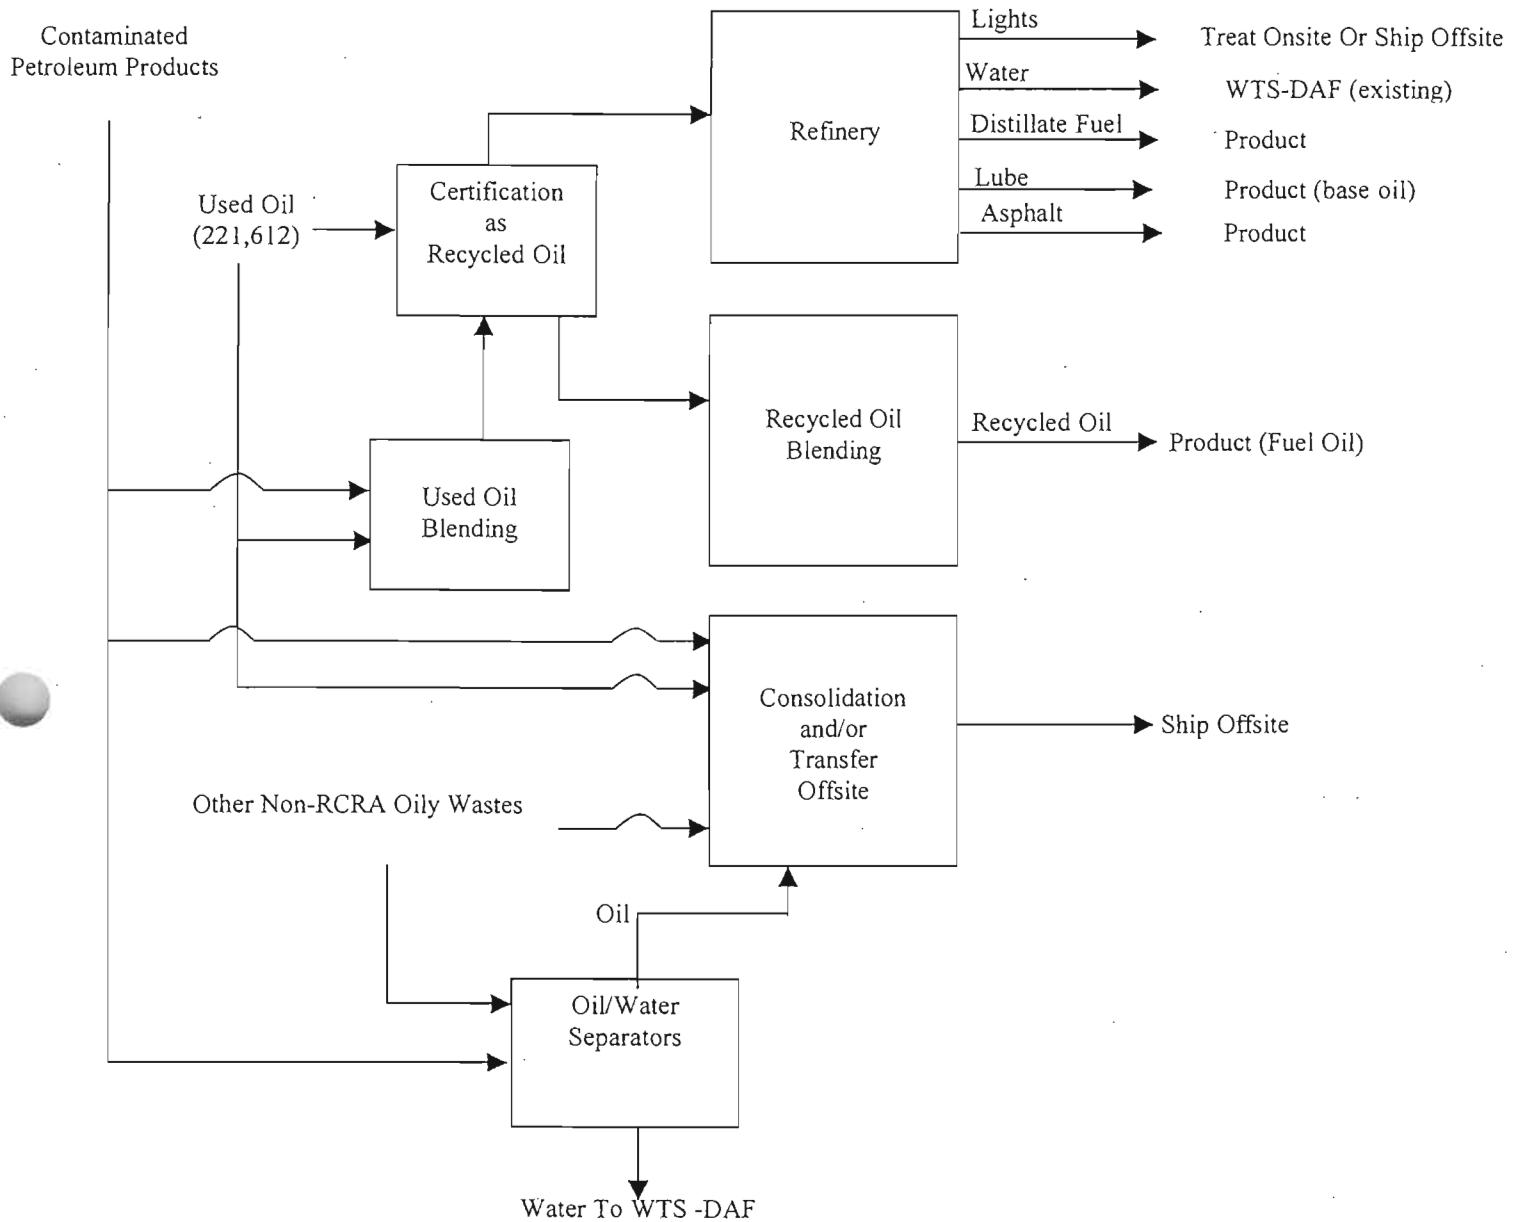 Contaminated
Petroleum Products
Used Oil
(221,612)
Certification
as
Recycled Oil
Refinery
Lights
Treat Onsite Or Ship Offsite
Water
WTS-DAF (existing)
Distillate Fuel
Product
Lube
Product (base oil)
Asphalt
Product
Used Oil
Blending
Recycled Oil
Blending
Recycled Oil
Product (Fuel Oil)
Consolidation
and/or
Transfer
Offsite
Ship Offsite
Other Non-RCRA Oily Wastes
Oil
Oil/Water
Separators
Water To WTS -DAF